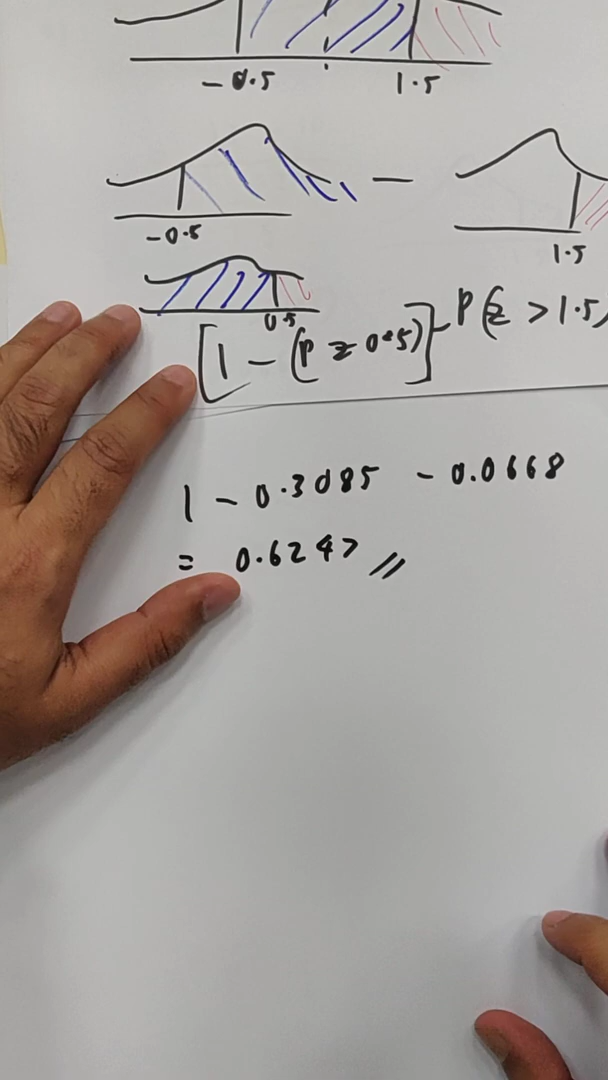 -0.5 1.5
-0.5 - 1.5
0.5
[1 - (P z 0.5)] - P(z > 1.5)
1 - 0.3085 - 0.0668
= 0.6247 //